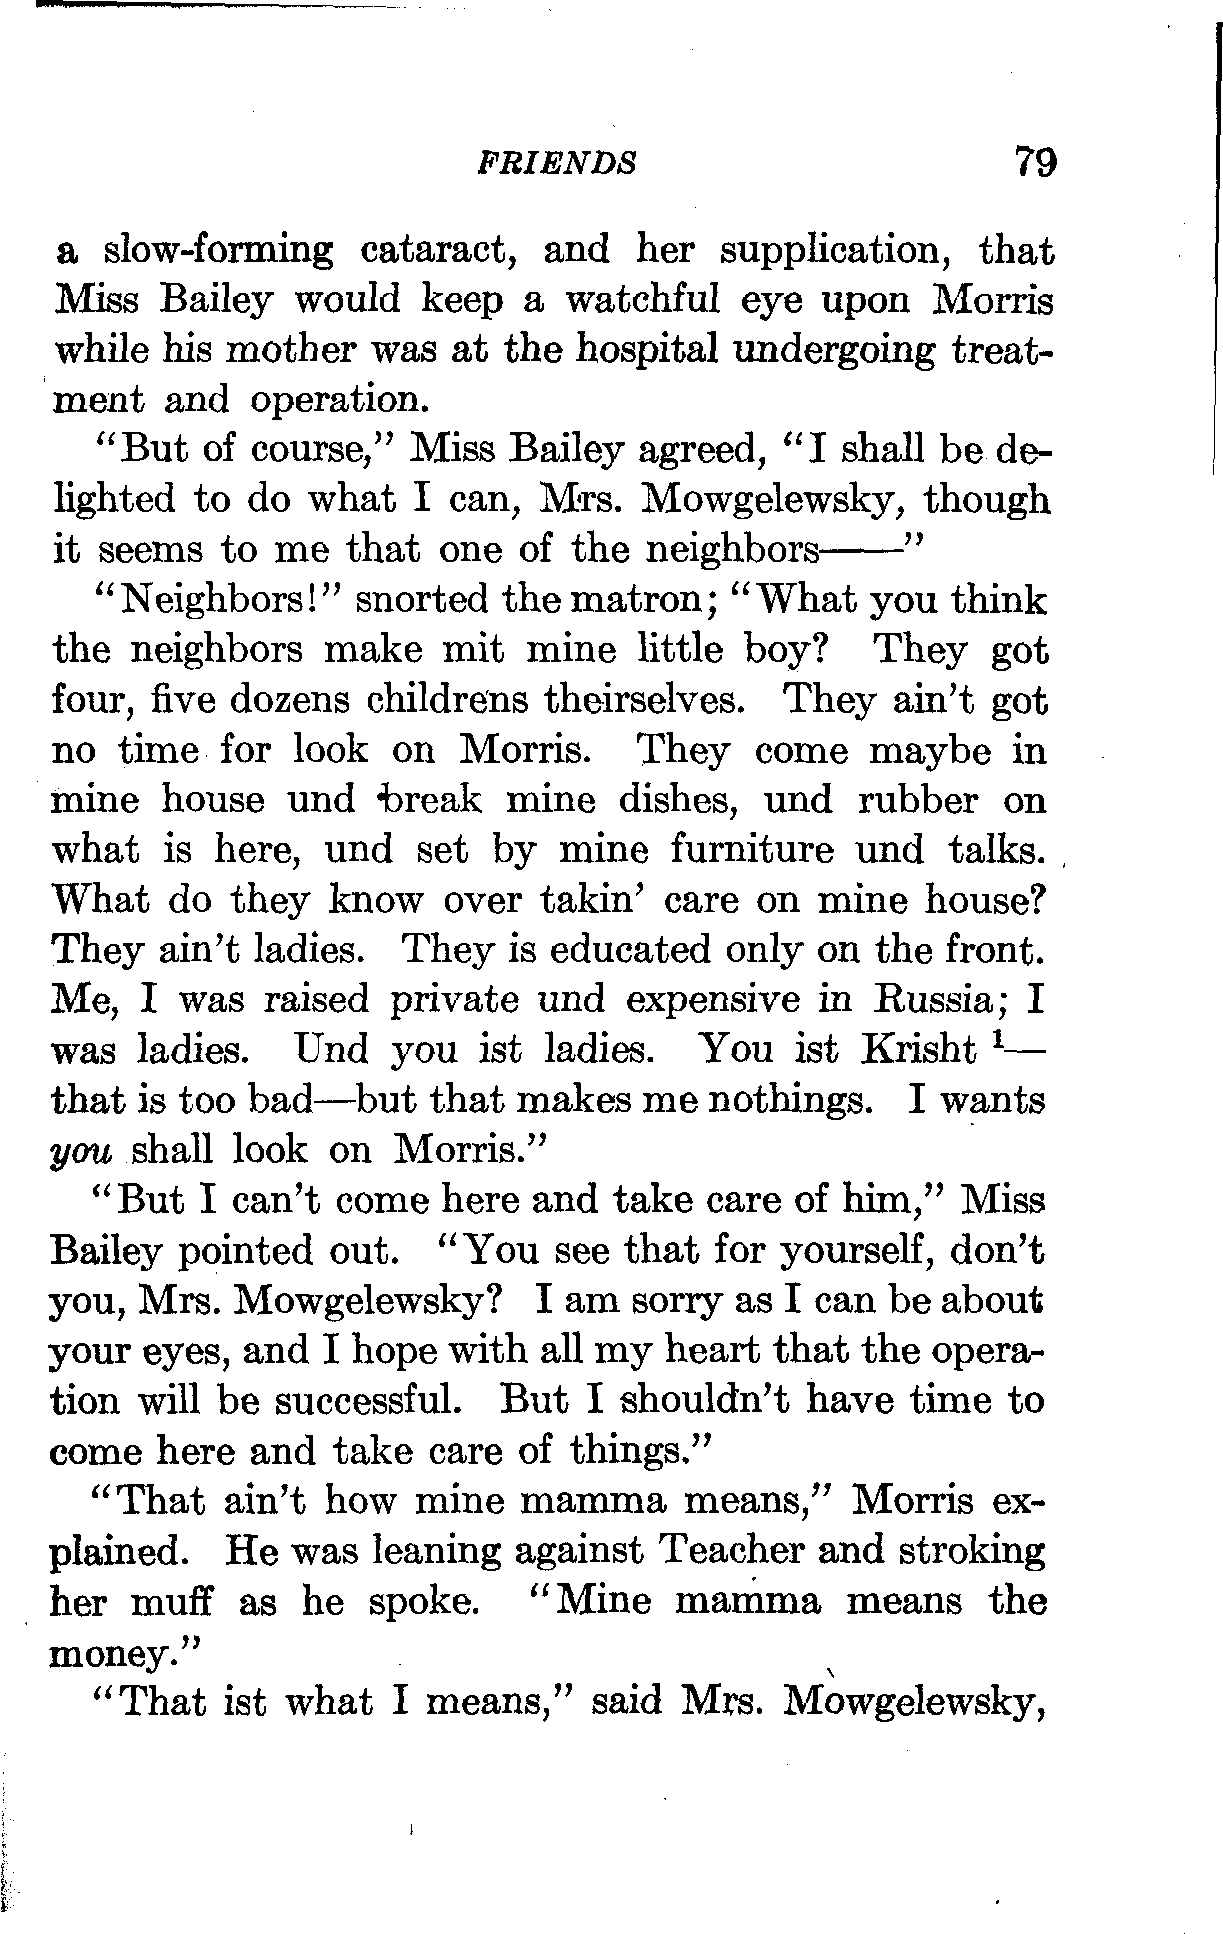 FRIENDS 79
a slow-forming cataract, and her supplication, that
Miss Bailey would keep a watchful eye upon Morris
while his mother was at the hospital undergoing treat-
ment and operation.
"But of course," Miss Bailey agreed, "I shall be de-
lighted to do what I can, Mrs. Mowgelewsky, though
it seems to me that one of the neighbors——"
"Neighbors!" snorted the matron; "What you think
the neighbors make mit mine little boy? They got
four, five dozens childrens theirselves. They ain't got
no time for look on Morris. They come maybe in
mine house und break mine dishes, und rubber on
what is here, und set by mine furniture und talks.
What do they know over takin' care on mine house?
They ain't ladies. They is educated only on the front.
Me, I was raised private und expensive in Russia; I
was ladies. Und you ist ladies. You ist Krisht ¹—
that is too bad—but that makes me nothings. I wants
you shall look on Morris."
"But I can't come here and take care of him," Miss
Bailey pointed out. "You see that for yourself, don't
you, Mrs. Mowgelewsky? I am sorry as I can be about
your eyes, and I hope with all my heart that the opera-
tion will be successful. But I shouldn't have time to
come here and take care of things."
"That ain't how mine mamma means," Morris ex-
plained. He was leaning against Teacher and stroking
her muff as he spoke. "Mine mamma means the
money."
"That ist what I means," said Mrs. Mowgelewsky,